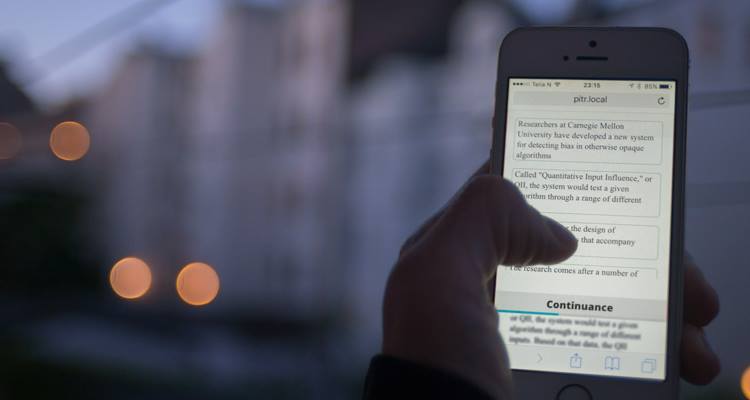 Telia N 23:15 85%
pitr.local
Researchers at Carnegie Mellon
University have developed a new system
for detecting bias in otherwise opaque
algorithms
Called "Quantitative Input Influence," or
QII, the system would test a given
algorithm through a range of different
the design of
that accompany
The research comes after a number of
Continuance
or QII, the system would test a given
algorithm through a range of different
inputs. Based on that data, the QII